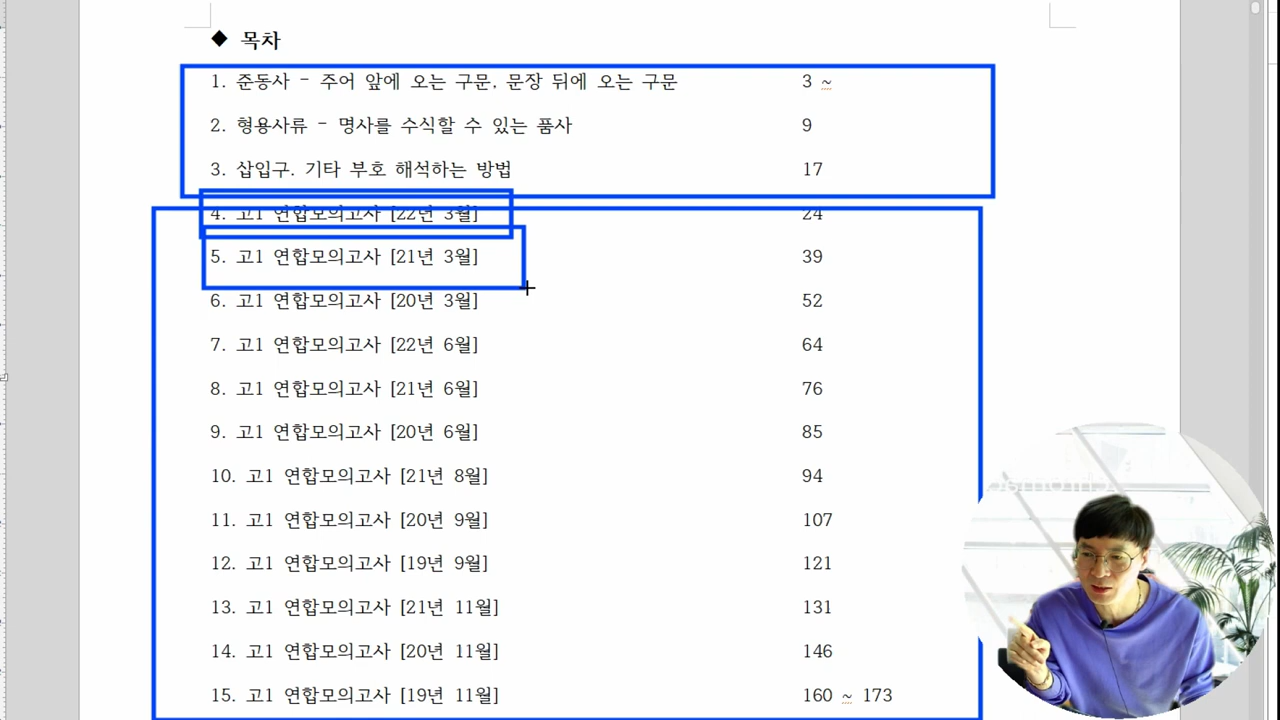 ◆ 목차
1. 준동사 - 주어 앞에 오는 구문, 문장 뒤에 오는 구문 3 ~
2. 형용사류 - 명사를 수식할 수 있는 품사 9
3. 삽입구. 기타 부호 해석하는 방법 17
4. 고1 연합모의고사 [22년 3월] 24
5. 고1 연합모의고사 [21년 3월] 39
6. 고1 연합모의고사 [20년 3월] 52
7. 고1 연합모의고사 [22년 6월] 64
8. 고1 연합모의고사 [21년 6월] 76
9. 고1 연합모의고사 [20년 6월] 85
10. 고1 연합모의고사 [21년 8월] 94
11. 고1 연합모의고사 [20년 9월] 107
12. 고1 연합모의고사 [19년 9월] 121
13. 고1 연합모의고사 [21년 11월] 131
14. 고1 연합모의고사 [20년 11월] 146
15. 고1 연합모의고사 [19년 11월] 160 ~ 173